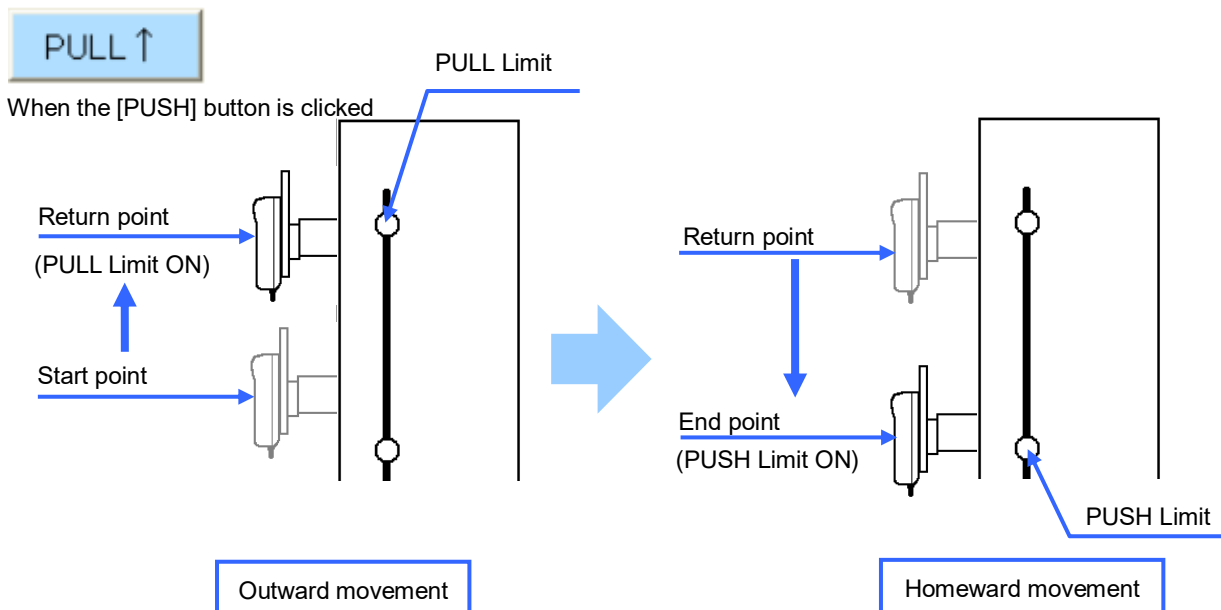 PULL↑
When the [PUSH] button is clicked
PULL Limit
Return point
(PULL Limit ON)
Start point
Outward movement
Return point
End point
(PUSH Limit ON)
PUSH Limit
Homeward movement